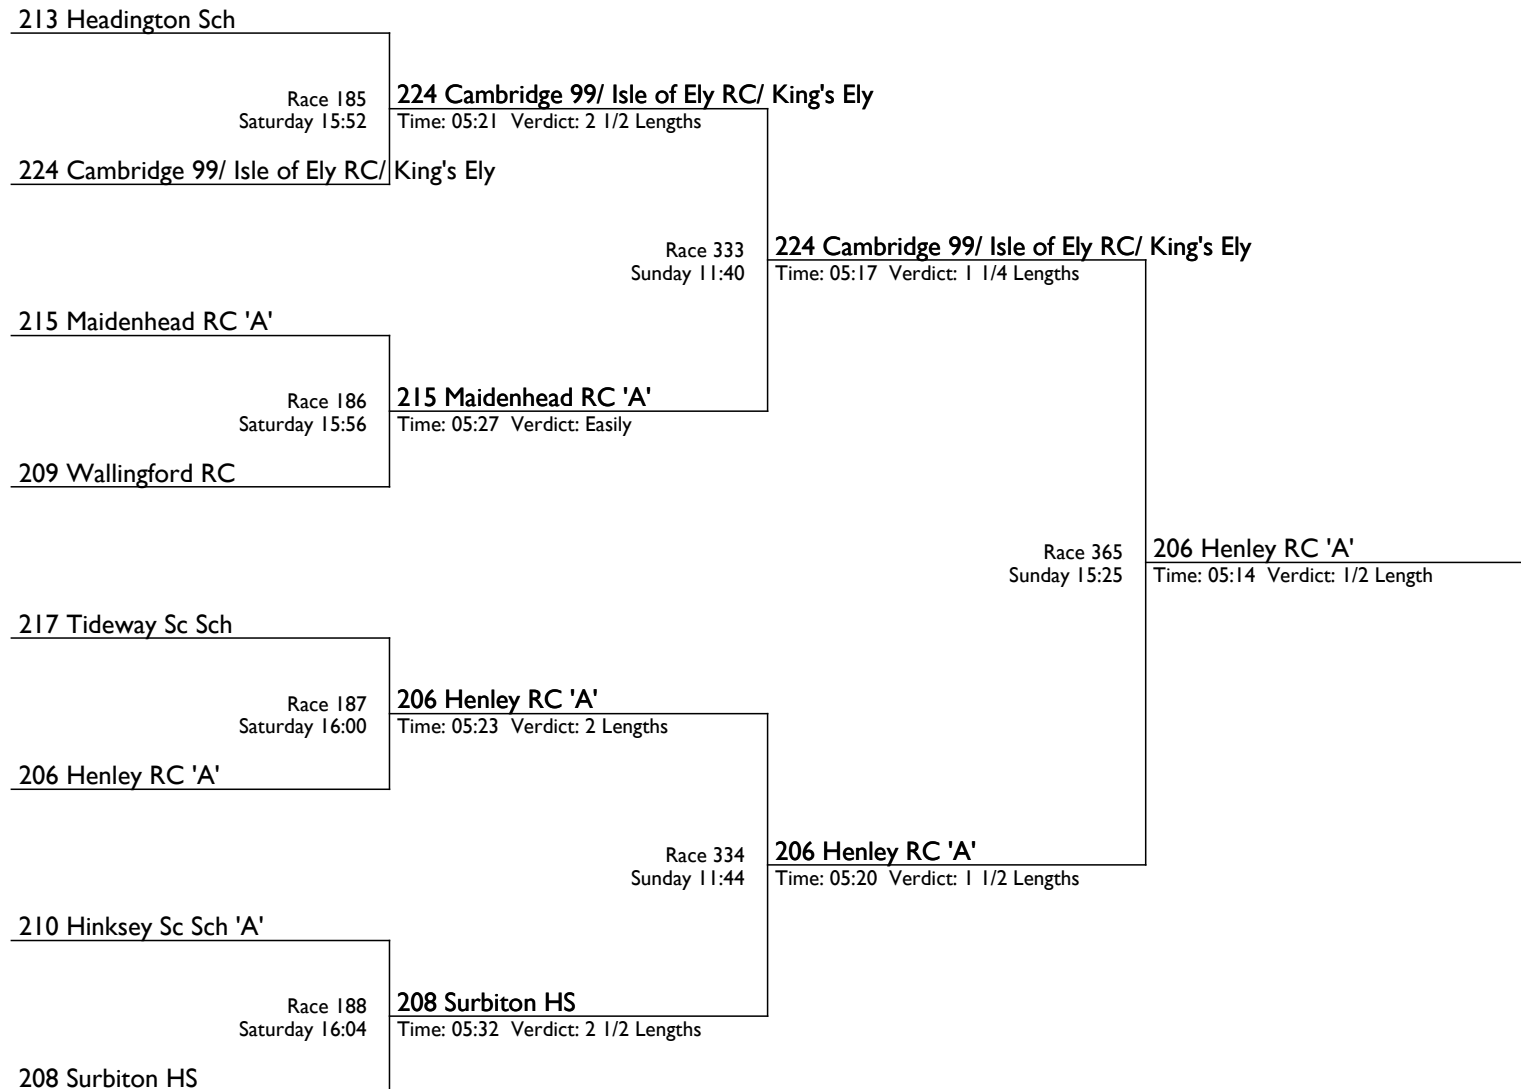 213 Headington Sch
Race 185
Saturday 15:52
224 Cambridge 99/ Isle of Ely RC/ King's Ely
Time: 05:21 Verdict: 2 1/2 Lengths
224 Cambridge 99/ Isle of Ely RC/ King's Ely
Race 333
Sunday 11:40
224 Cambridge 99/ Isle of Ely RC/ King's Ely
Time: 05:17 Verdict: 1 1/4 Lengths
215 Maidenhead RC 'A'
Race 186
Saturday 15:56
215 Maidenhead RC 'A'
Time: 05:27 Verdict: Easily
209 Wallingford RC
Race 365
Sunday 15:25
206 Henley RC 'A'
Time: 05:14 Verdict: 1/2 Length
217 Tideway Sc Sch
Race 187
Saturday 16:00
206 Henley RC 'A'
Time: 05:23 Verdict: 2 Lengths
206 Henley RC 'A'
Race 334
Sunday 11:44
206 Henley RC 'A'
Time: 05:20 Verdict: 1 1/2 Lengths
210 Hinksey Sc Sch 'A'
Race 188
Saturday 16:04
208 Surbiton HS
Time: 05:32 Verdict: 2 1/2 Lengths
208 Surbiton HS